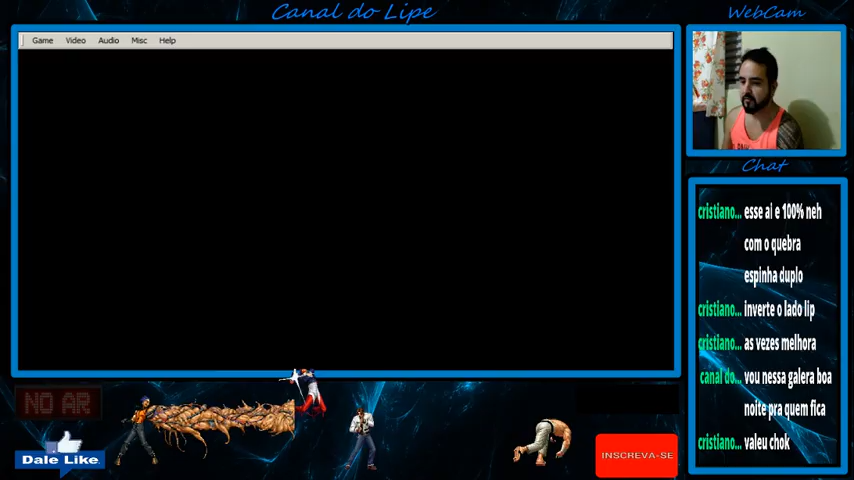 Canal do Lipe
WebCam
Game Video Audio Misc Help
Chat
cristiano... esse ai e 100% neh
com o quebra
espinha duplo
cristiano... inverte o lado lip
cristiano... as vezes melhora
canal do... vou nessa galera boa
noite pra quem fica
cristiano... valeu chok
NO AR
Dale Like.
INSCREVA-SE